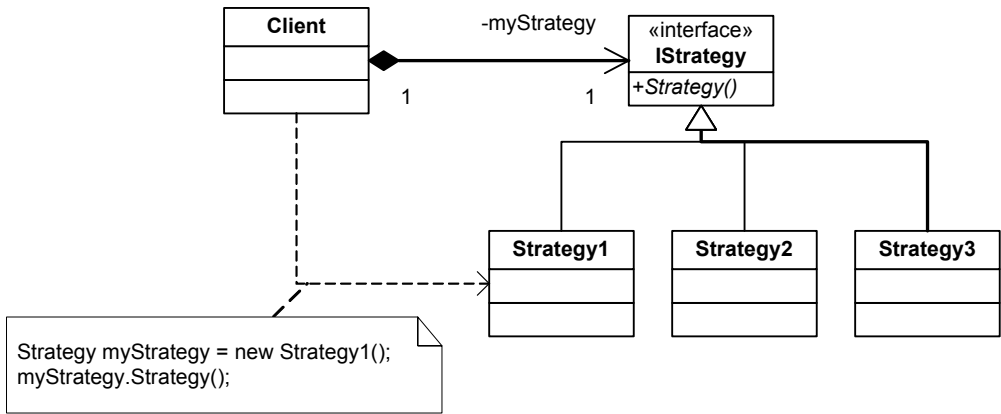 Client
-myStrategy
«interface»
IStrategy
+Strategy()
1
1
Strategy1
Strategy2
Strategy3
Strategy myStrategy = new Strategy1();
myStrategy.Strategy();